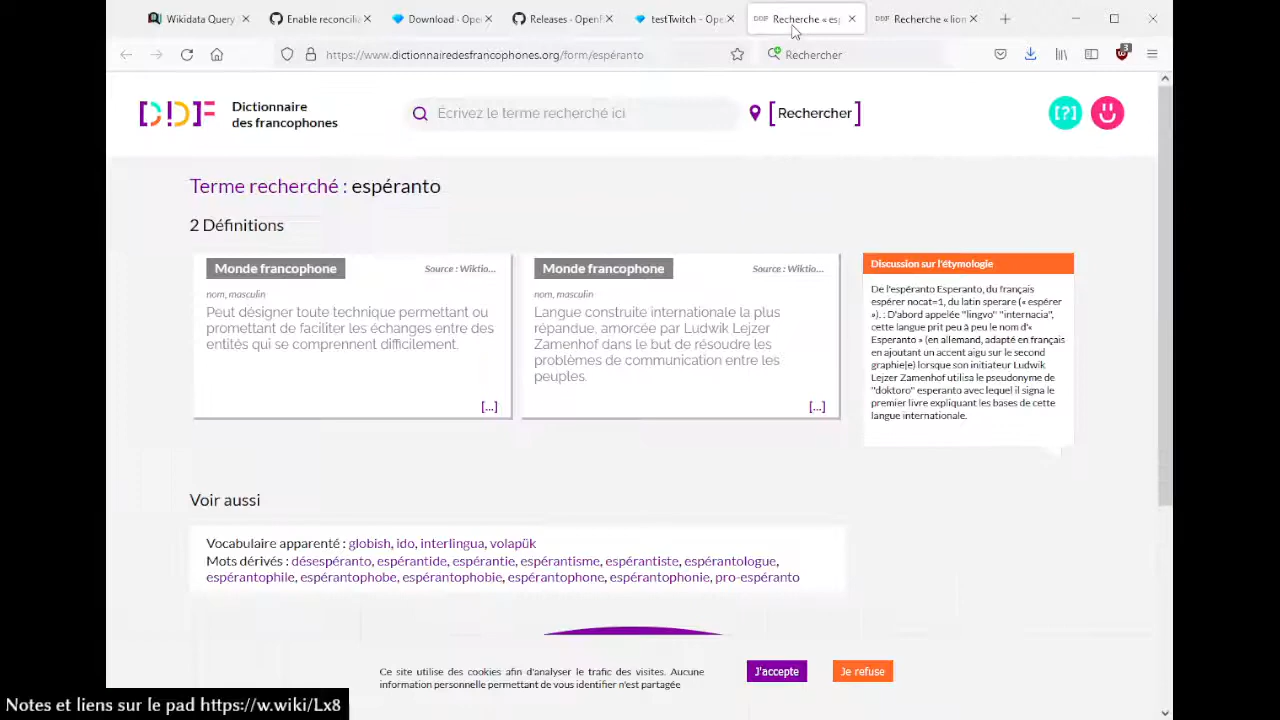 Wikidata Query
Enable reconcilia
Download · Ope
Releases · OpenF
testTwitch - Ope
DDF Recherche « esp
DDF Recherche « lion
https://www.dictionnairedesfrancophones.org/form/espéranto
Rechercher
3
[D!D]F
Dictionnaire
des francophones
Écrivez le terme recherché ici
[Rechercher]
[?]
Terme recherché : espéranto
2 Définitions
Monde francophone
Source : Wiktio...
nom, masculin
Peut désigner toute technique permettant ou
promettant de faciliter les échanges entre des
entités qui se comprennent difficilement.
[...]
Monde francophone
Source : Wiktio...
nom, masculin
Langue construite internationale la plus
répandue, amorcée par Ludwik Lejzer
Zamenhof dans le but de résoudre les
problèmes de communication entre les
peuples.
[...]
Discussion sur l'étymologie
De l'espéranto Esperanto, du français
espérer nocat=1, du latin sperare (« espérer
»). : D'abord appelée "lingvo" "internacia",
cette langue prit peu à peu le nom d'«
Esperanto » (en allemand, adapté en français
en ajoutant un accent aigu sur le second
graphie|e) lorsque son initiateur Ludwik
Lejzer Zamenhof utilisa le pseudonyme de
"doktoro" esperanto avec lequel il signa le
premier livre expliquant les bases de cette
langue internationale.
Voir aussi
Vocabulaire apparenté : globish, ido, interlingua, volapük
Mots dérivés : désespéranto, espérantide, espérantie, espérantisme, espérantiste, espérantologue,
espérantophile, espérantophobe, espérantophobie, espérantophone, espérantophonie, pro-espéranto
Ce site utilise des cookies afin d'analyser le trafic des visites. Aucune
information personnelle permettant de vous identifier n'est partagée
J'accepte
Je refuse
Notes et liens sur le pad https://w.wiki/Lx8